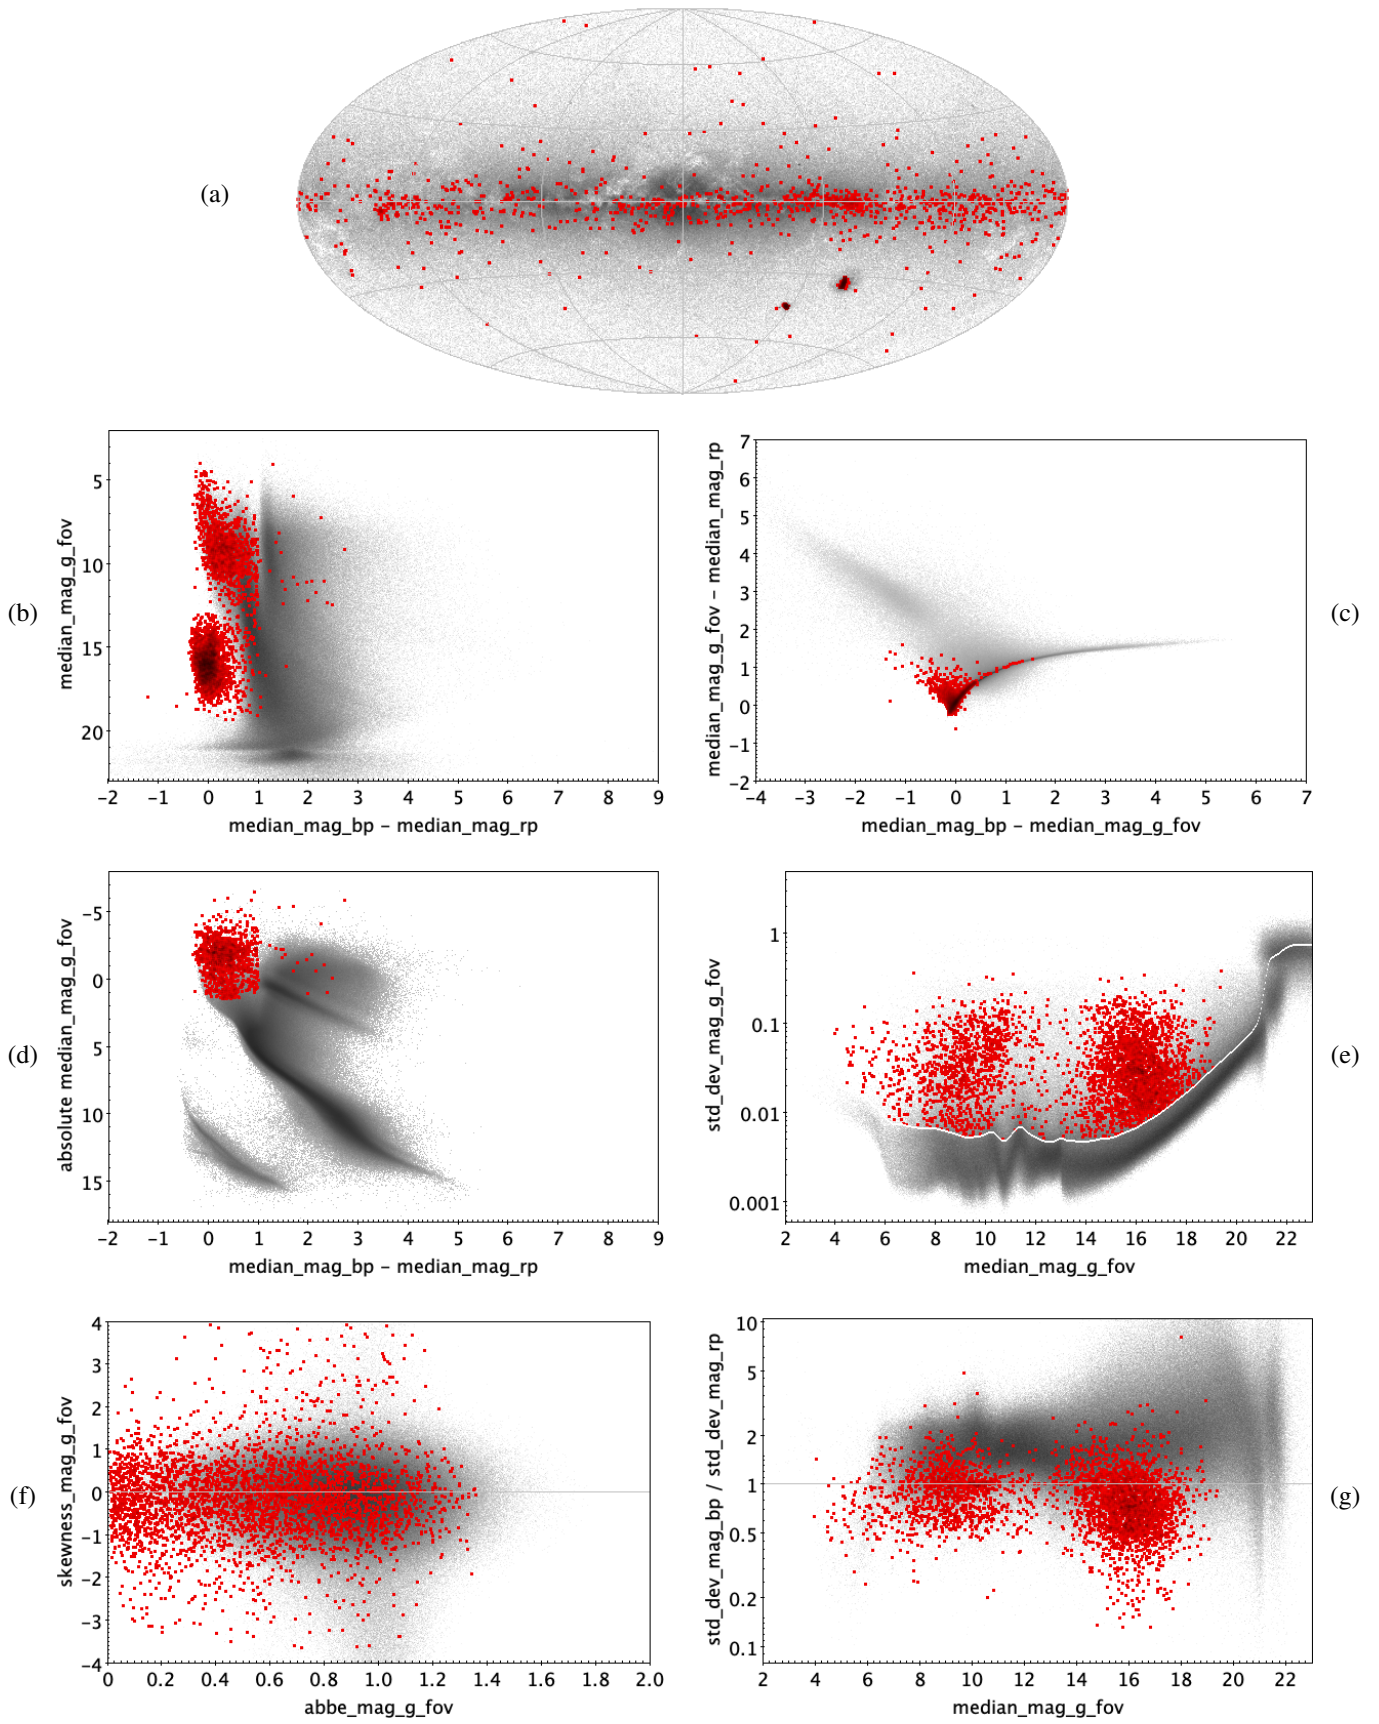 (a)
(b)
median_mag_g_fov
5
10
15
20
−2 −1 0 1 2 3 4 5 6 7 8 9
median_mag_bp − median_mag_rp
(c)
median_mag_g_fov − median_mag_rp
7
6
5
4
3
2
1
0
−1
−2
−4 −3 −2 −1 0 1 2 3 4 5 6 7
median_mag_bp − median_mag_g_fov
(d)
absolute median_mag_g_fov
−5
0
5
10
15
−2 −1 0 1 2 3 4 5 6 7 8 9
median_mag_bp − median_mag_rp
(e)
std_dev_mag_g_fov
1
0.1
0.01
0.001
2 4 6 8 10 12 14 16 18 20 22
median_mag_g_fov
(f)
skewness_mag_g_fov
4
3
2
1
0
−1
−2
−3
−4
0 0.2 0.4 0.6 0.8 1.0 1.2 1.4 1.6 1.8 2.0
abbe_mag_g_fov
(g)
std_dev_mag_bp / std_dev_mag_rp
10
5
2
1
0.5
0.2
0.1
2 4 6 8 10 12 14 16 18 20 22
median_mag_g_fov